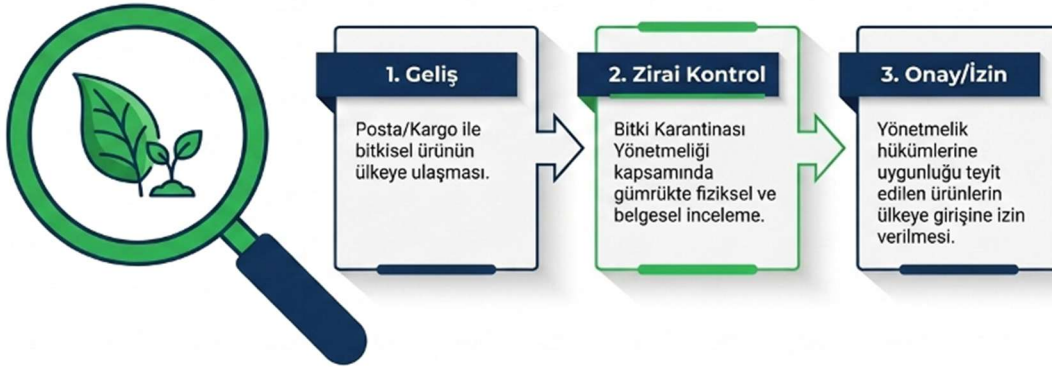 1. Geliş
Posta/Kargo ile
bitkisel ürünün
ülkeye ulaşması.
2. Zirai Kontrol
Bitki Karantinası
Yönetmeliği
kapsamında
gümrükte fiziksel ve
belgesel inceleme.
3. Onay/İzin
Yönetmelik
hükümlerine
uygunluğu teyit
edilen ürünlerin
ülkeye girişine izin
verilmesi.